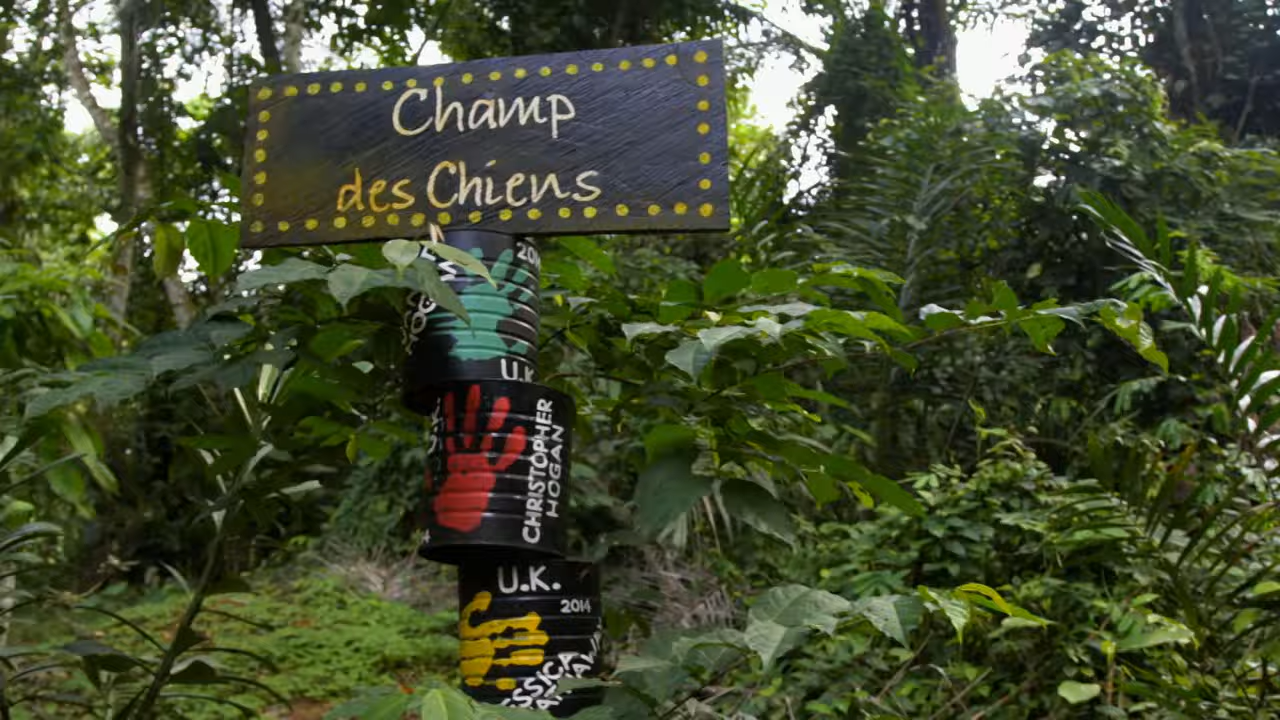 Champ
des Chiens
U.K.
CHRISTOPHER
HOGAN
U.K.
2014